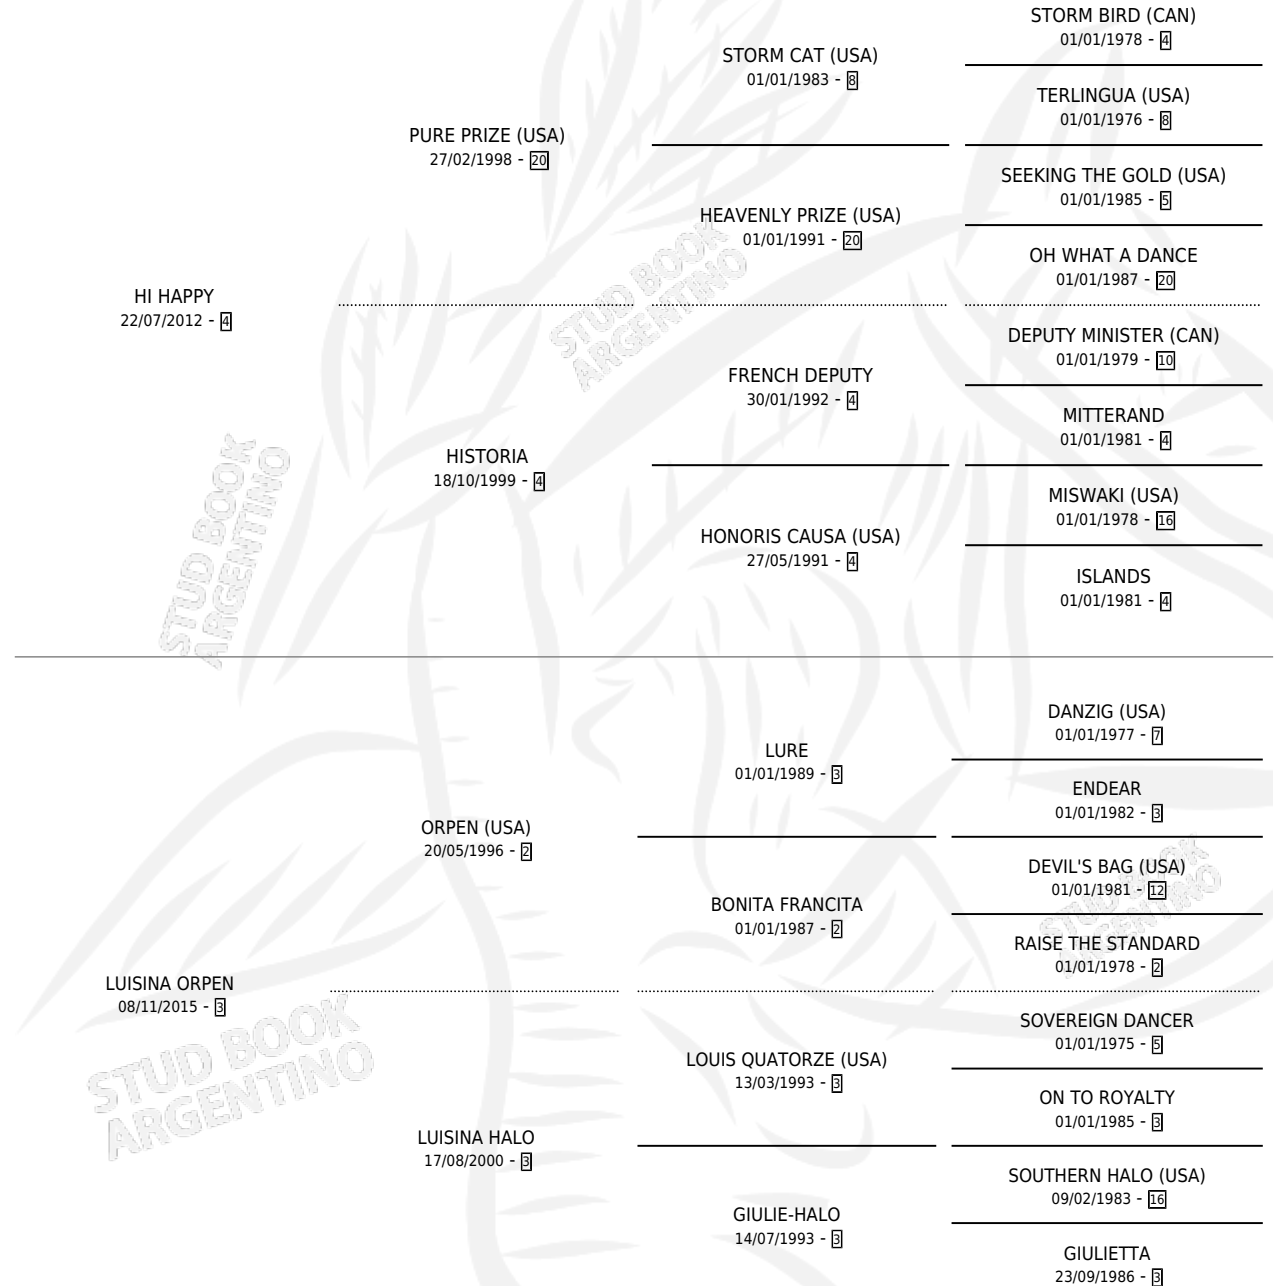 STORM BIRD (CAN)
01/01/1978 - 4
STORM CAT (USA)
01/01/1983 - 8
TERLINGUA (USA)
01/01/1976 - 8
PURE PRIZE (USA)
27/02/1998 - 20
SEEKING THE GOLD (USA)
01/01/1985 - 5
HEAVENLY PRIZE (USA)
01/01/1991 - 20
OH WHAT A DANCE
01/01/1987 - 20
HI HAPPY
22/07/2012 - 4
DEPUTY MINISTER (CAN)
01/01/1979 - 10
FRENCH DEPUTY
30/01/1992 - 4
MITTERAND
01/01/1981 - 4
HISTORIA
18/10/1999 - 4
MISWAKI (USA)
01/01/1978 - 16
HONORIS CAUSA (USA)
27/05/1991 - 4
ISLANDS
01/01/1981 - 4
DANZIG (USA)
01/01/1977 - 7
LURE
01/01/1989 - 3
ENDEAR
01/01/1982 - 3
ORPEN (USA)
20/05/1996 - 2
DEVIL'S BAG (USA)
01/01/1981 - 12
BONITA FRANCITA
01/01/1987 - 2
RAISE THE STANDARD
01/01/1978 - 2
LUISINA ORPEN
08/11/2015 - 3
SOVEREIGN DANCER
01/01/1975 - 5
LOUIS QUATORZE (USA)
13/03/1993 - 3
ON TO ROYALTY
01/01/1985 - 3
LUISINA HALO
17/08/2000 - 3
SOUTHERN HALO (USA)
09/02/1983 - 16
GIULIE-HALO
14/07/1993 - 3
GIULIETTA
23/09/1986 - 3
STUD BOOK
ARGENTINO
STUD BOOK
ARGENTINO
STUD BOOK
ARGENTINO
STUD BOOK
ARGENTINO